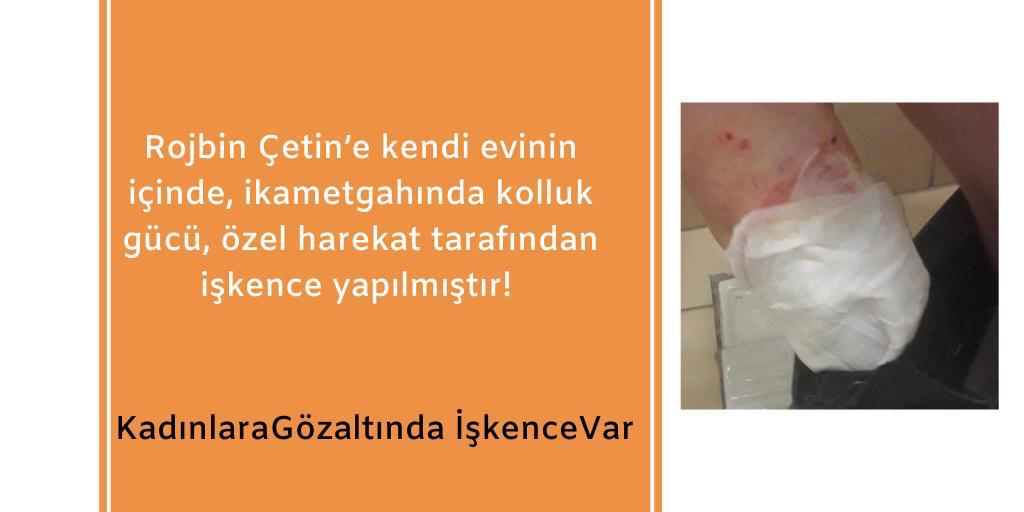 Rojbin Çetin’e kendi evinin
içinde, ikametgahında kolluk
gücü, özel harekat tarafından
işkence yapılmıştır!
KadınlaraGözaltında İşkenceVar